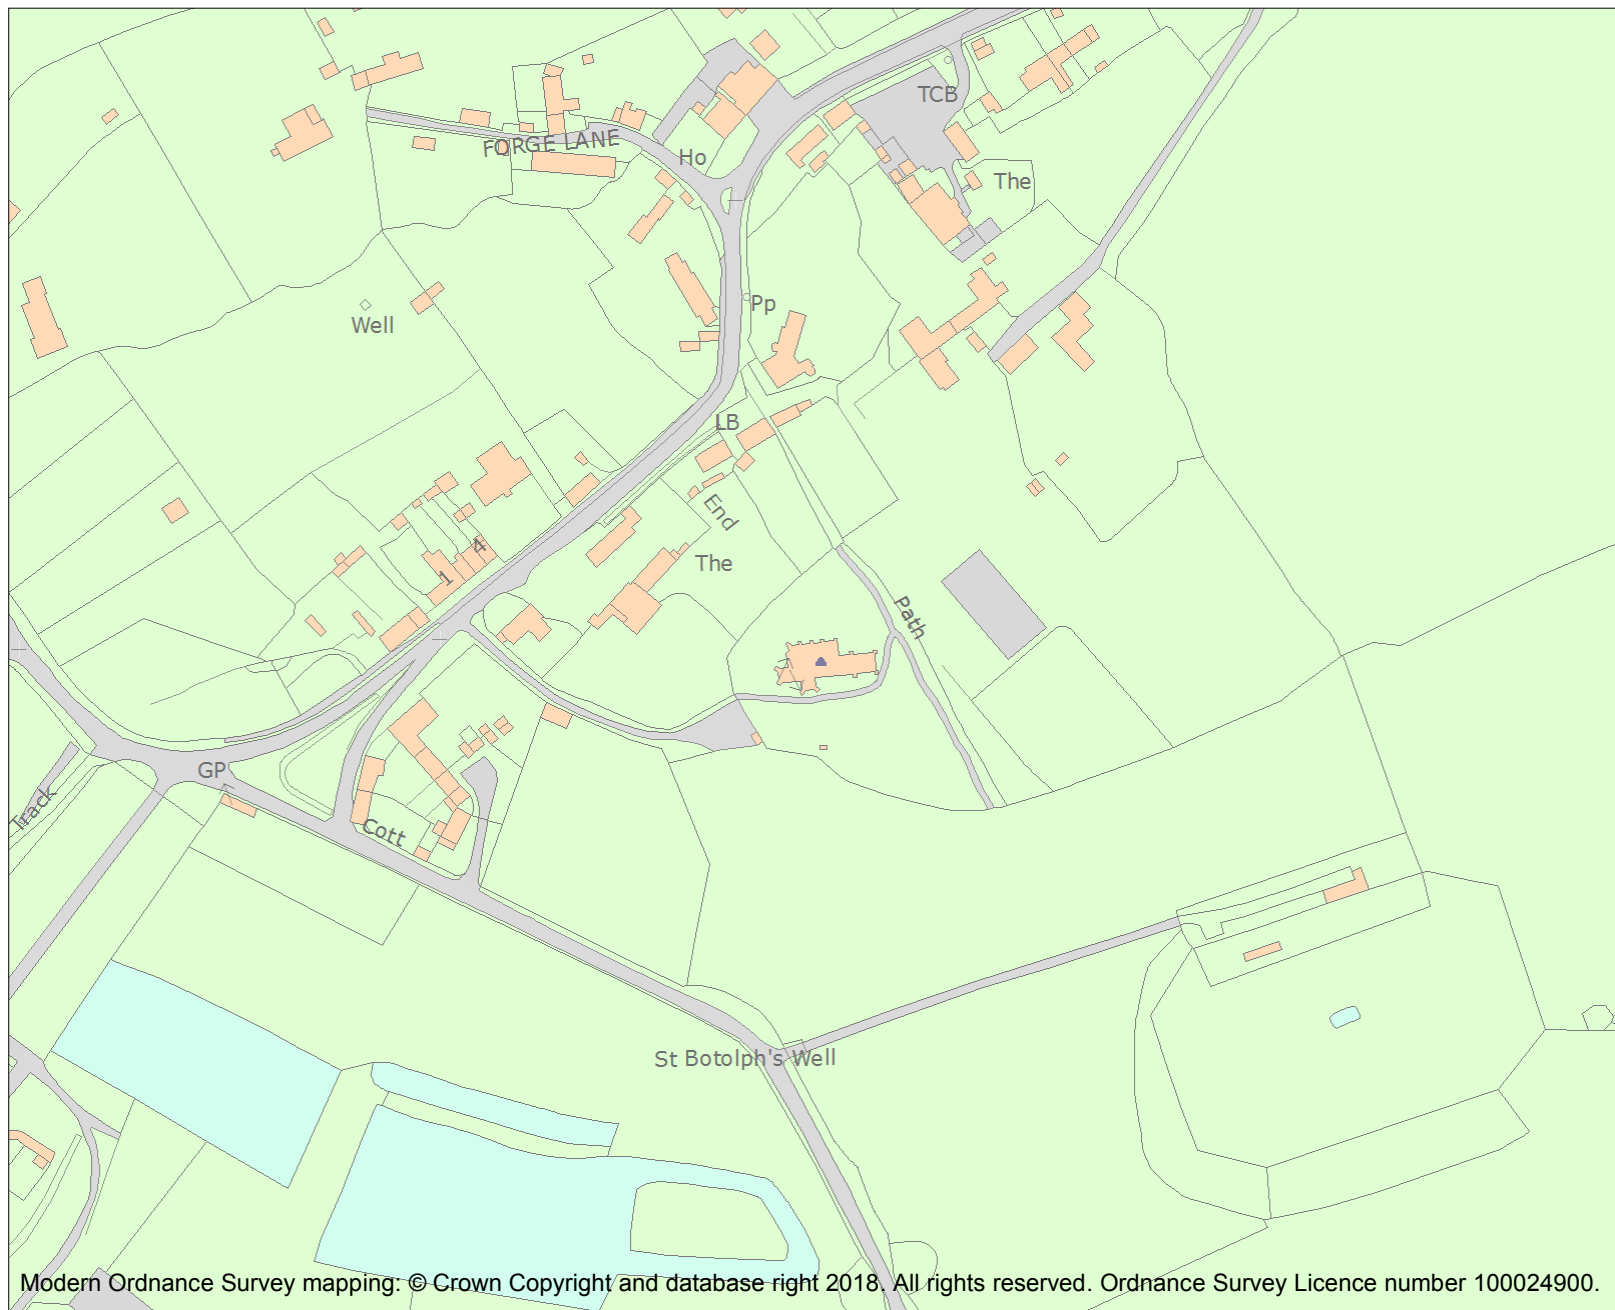 TCB
FORGE LANE
Ho
The
Pp
Well
LB
End
4
The
1
Path
GP
Track
Cott
St Botolph's Well
Modern Ordnance Survey mapping: © Crown Copyright and database right 2018. All rights reserved. Ordnance Survey Licence number 100024900.